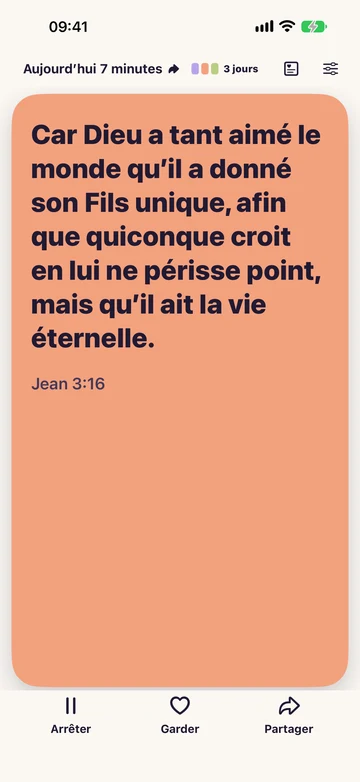 09:41
Aujourd’hui 7 minutes 3 jours
Car Dieu a tant aimé le
monde qu’il a donné
son Fils unique, afin
que quiconque croit
en lui ne périsse point,
mais qu’il ait la vie
éternelle.
Jean 3:16
Arrêter Garder Partager